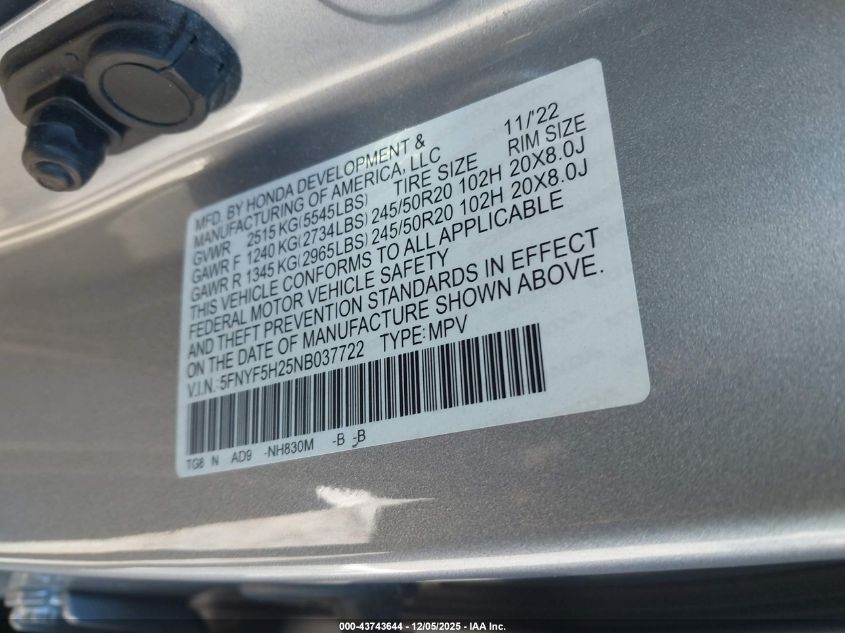 MFD. BY HONDA DEVELOPMENT & 11/'22
MANUFACTURING OF AMERICA, LLC
GVWR 2515 KG(5545LBS) TIRE SIZE RIM SIZE
GAWR F 1240 KG(2734LBS) 245/50R20 102H 20X8.0J
GAWR R 1345 KG(2965LBS) 245/50R20 102H 20X8.0J
THIS VEHICLE CONFORMS TO ALL APPLICABLE
FEDERAL MOTOR VEHICLE SAFETY
AND THEFT PREVENTION STANDARDS IN EFFECT
ON THE DATE OF MANUFACTURE SHOWN ABOVE.
V.I.N.:5FNYF5H25NB037722 TYPE:MPV
TG8 N AD9 -NH830M -B -B
000-43743644 - 12/05/2025 - IAA Inc.